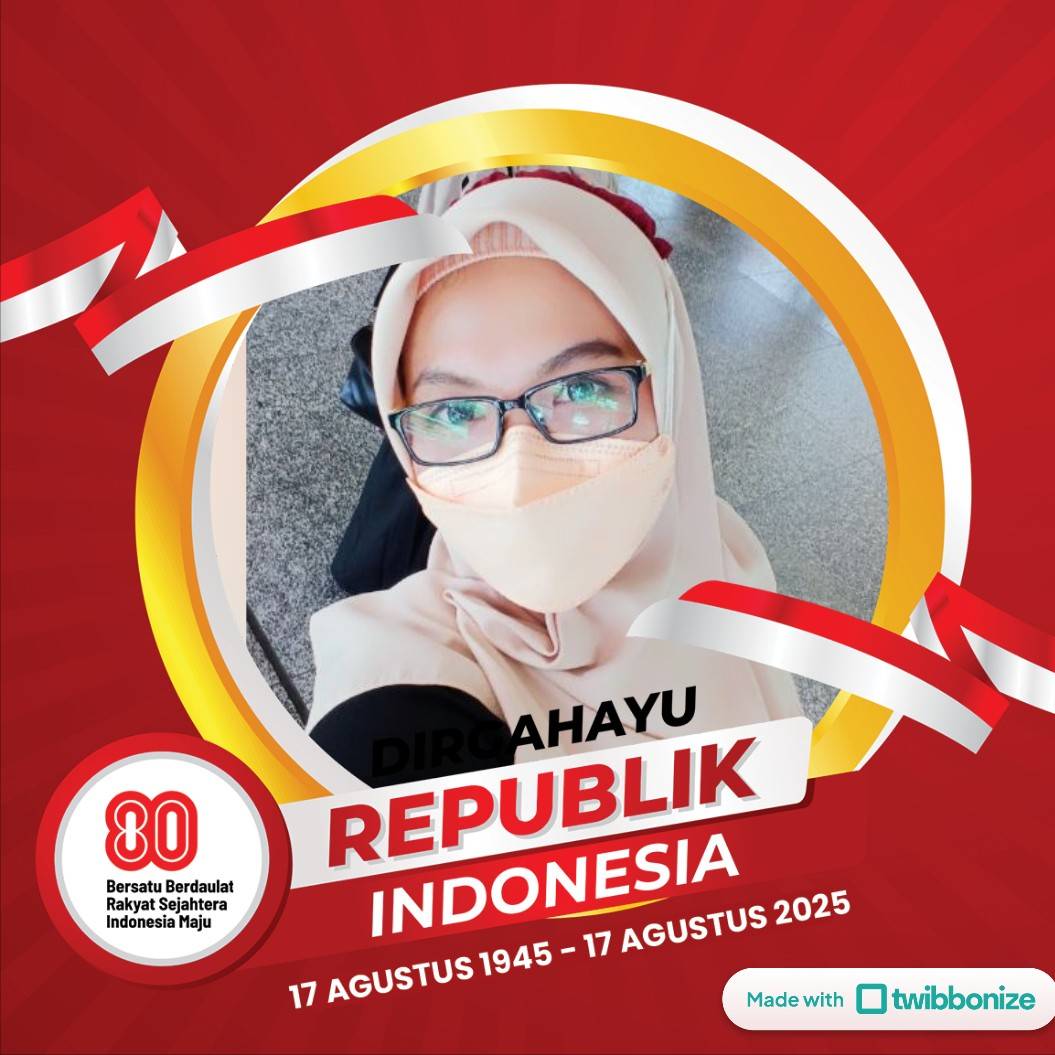 DIRGAHAYU
REPUBLIK
INDONESIA
17 AGUSTUS 1945 - 17 AGUSTUS 2025
80
Bersatu Berdaulat
Rakyat Sejahtera
Indonesia Maju
Made with twibbonize